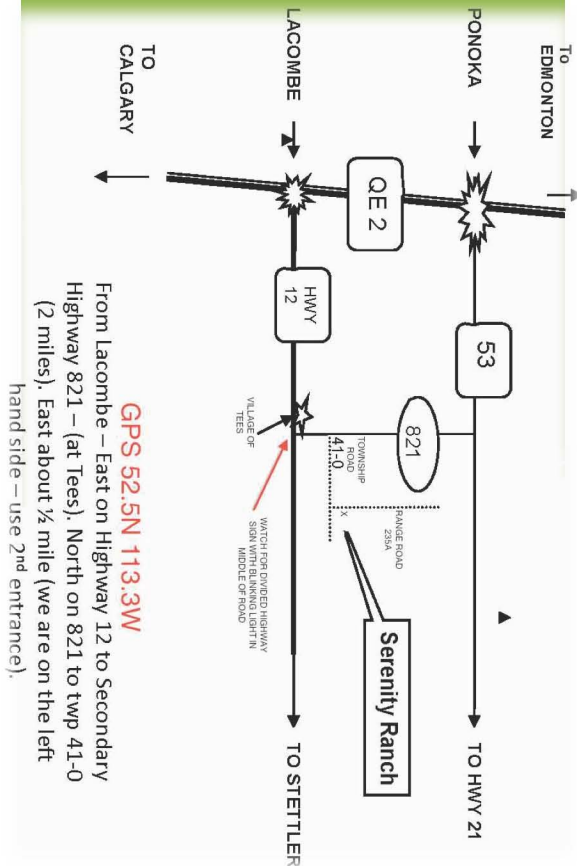 To
EDMONTON
PONOKA
53
TO HWY 21
821
RANGE ROAD
235A
Serenity Ranch
QE 2
TOWNSHIP
ROAD
41-0
X
LACOMBE
HWY
12
VILLAGE OF
TEES
TO STETTLER
WATCH FOR DIVIDED HIGHWAY
SIGN WITH BLINKING LIGHT IN
MIDDLE OF ROAD
TO
CALGARY
GPS 52.5N 113.3W
From Lacombe – East on Highway 12 to Secondary
Highway 821 – (at Tees). North on 821 to twp 41-0
(2 miles). East about ½ mile (we are on the left
hand side – use 2nd entrance).